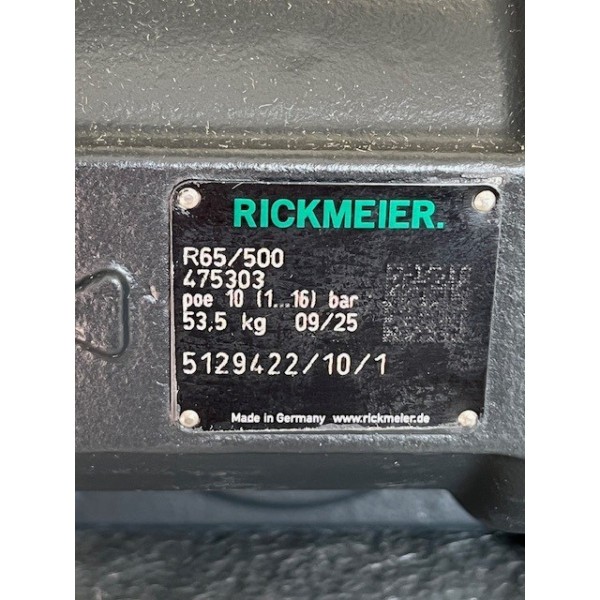 RICKMEIER.
R65/500
475303
poe 10 (1...16) bar
53,5 kg 09/25
5129422/10/1
Made in Germany www.rickmeier.de